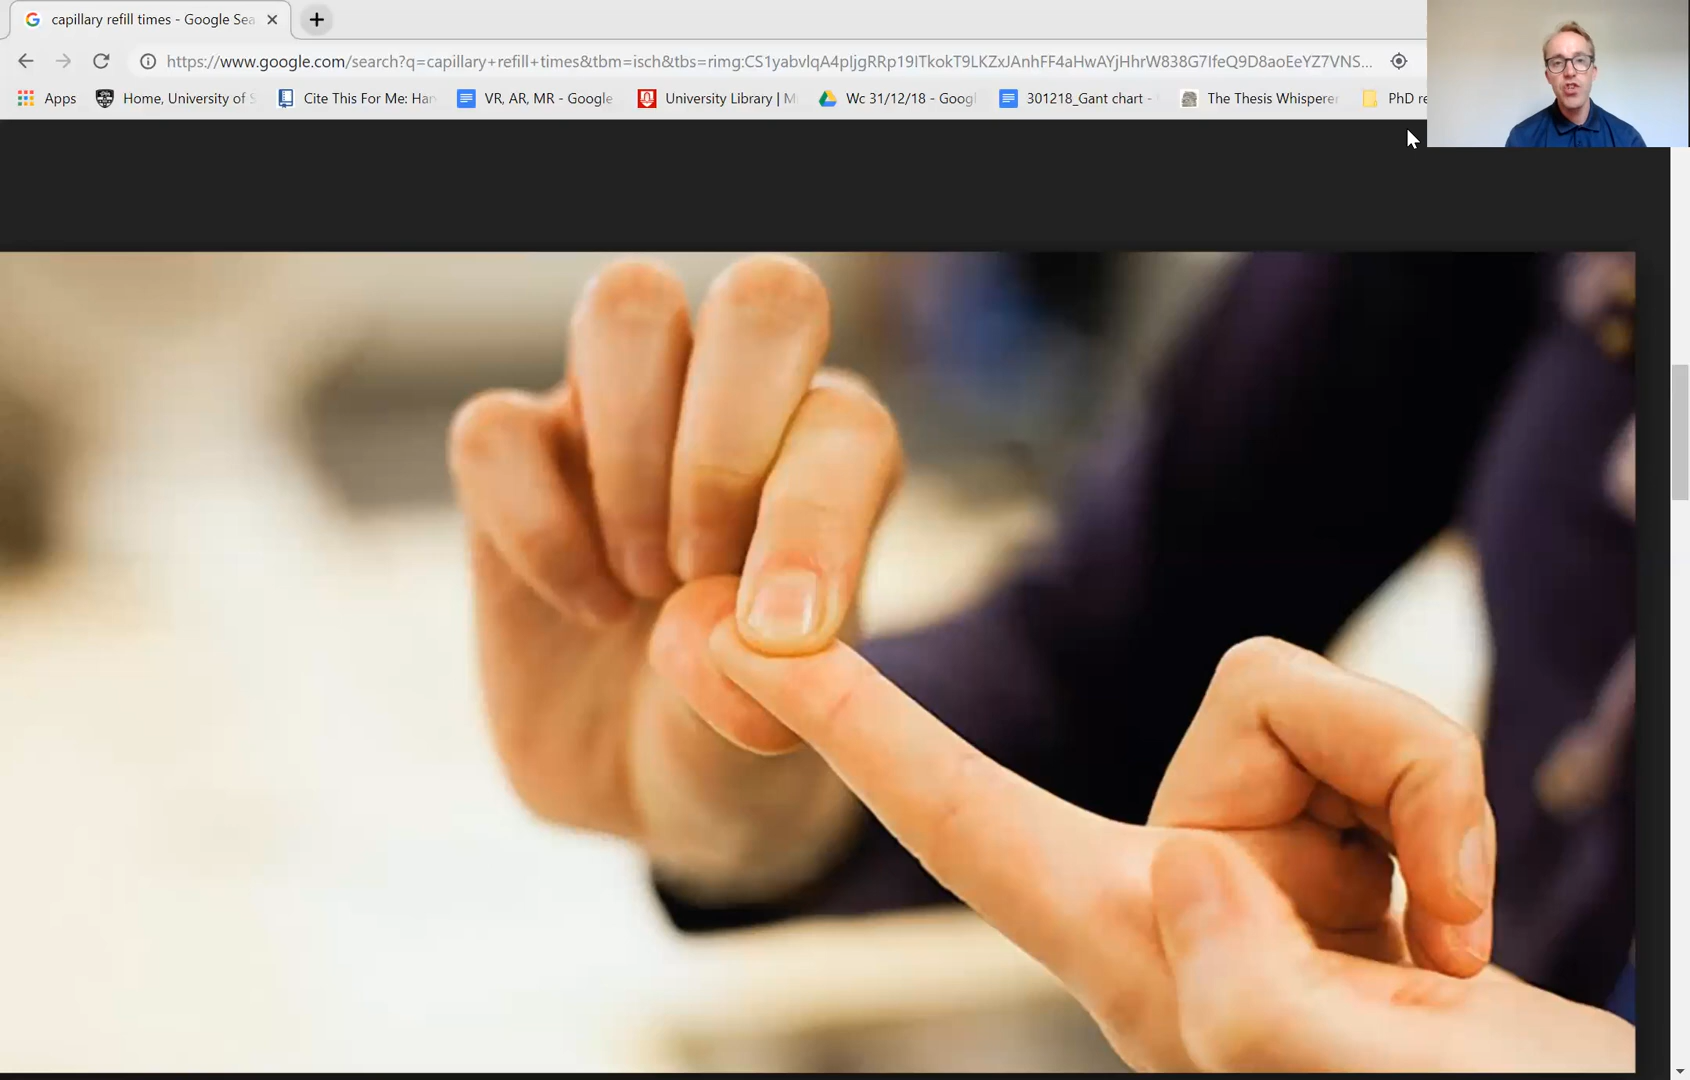 capillary refill times - Google Sea
https://www.google.com/search?q=capillary+refill+times&tbm=isch&tbs=rimg:CS1yabvlqA4pIjgRRp19ITkokT9LKZxJAnhFF4aHwAYjHhrW838G7IfeQ9D8aoEeYZ7VNS...
Apps Home, University of S Cite This For Me: Har VR, AR, MR - Google University Library | M Wc 31/12/18 - Googl 301218_Gant chart - The Thesis Whisperer PhD re